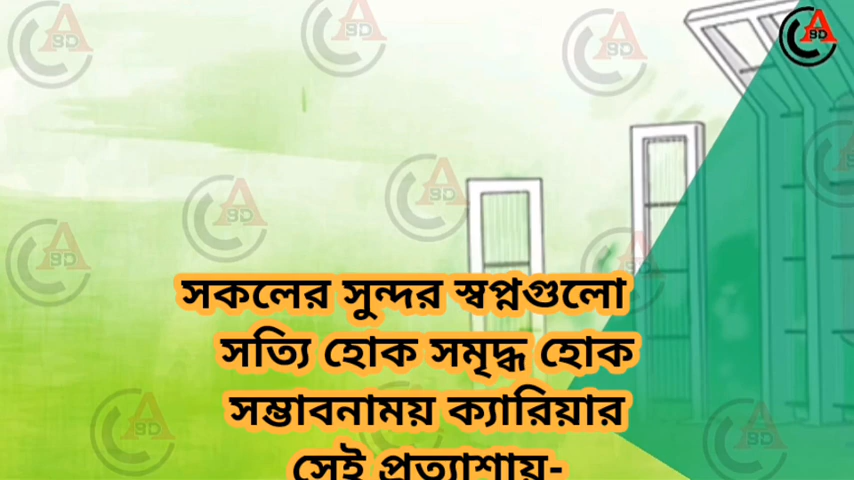 সকলের সুন্দর স্বপ্নগুলো
সত্যি হোক সমৃদ্ধ হোক
সম্ভাবনাময় ক্যারিয়ার
সেই প্রত্যাশায়-